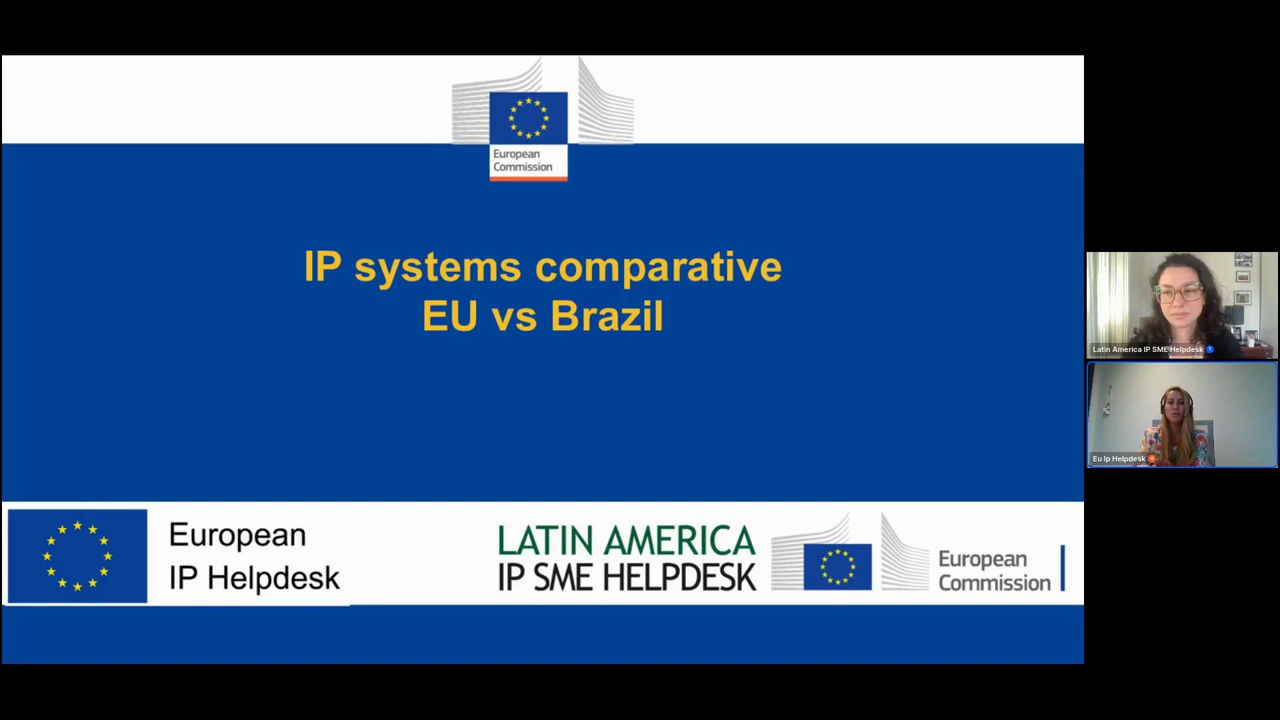 European
Commission
IP systems comparative
EU vs Brazil
European
IP Helpdesk
LATIN AMERICA
IP SME HELPDESK
European
Commission
Latin America IP SME Helpdesk
Eu Ip Helpdesk